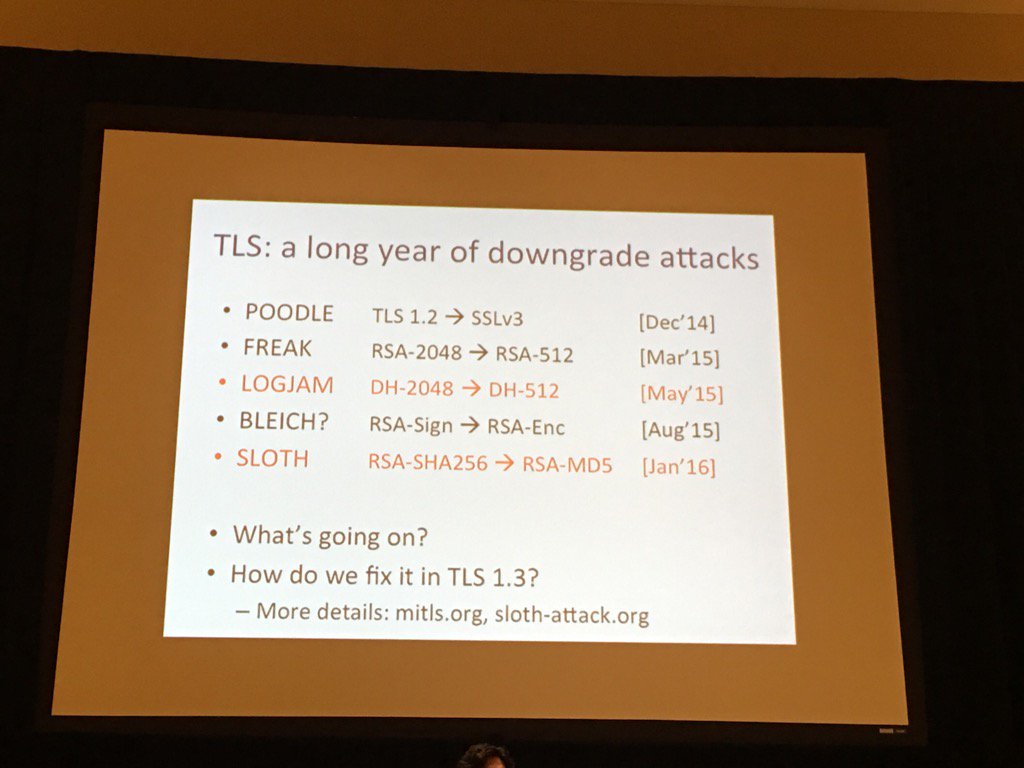 TLS: a long year of downgrade attacks
• POODLE TLS 1.2 → SSLv3 [Dec’14]
• FREAK RSA-2048 → RSA-512 [Mar’15]
• LOGJAM DH-2048 → DH-512 [May’15]
• BLEICH? RSA-Sign → RSA-Enc [Aug’15]
• SLOTH RSA-SHA256 → RSA-MD5 [Jan’16]
• What’s going on?
• How do we fix it in TLS 1.3?
– More details: mitls.org, sloth-attack.org